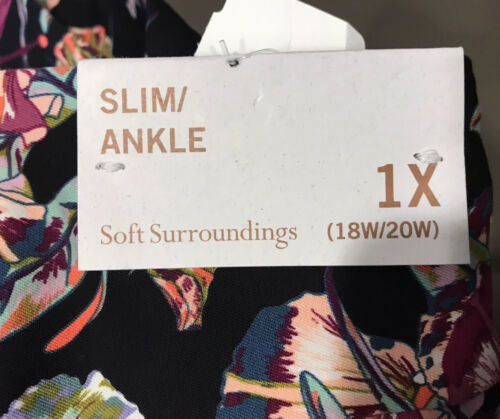 SLIM/
ANKLE
1X
Soft Surroundings (18W/20W)